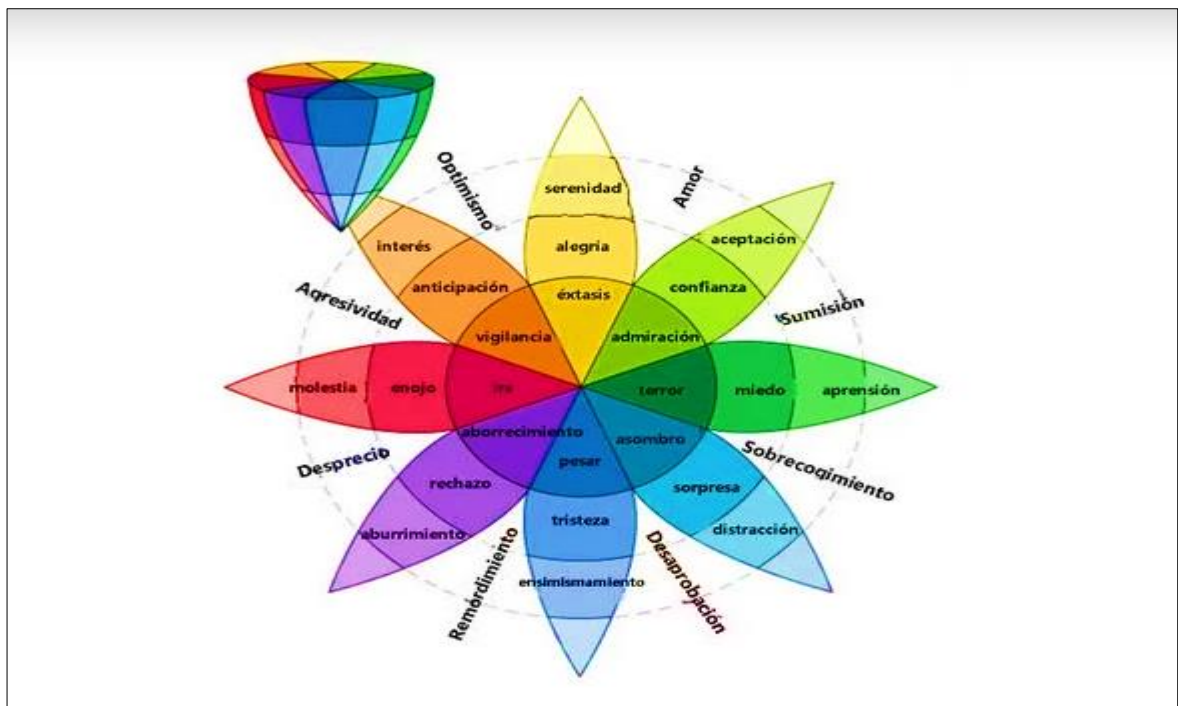 Optimismo
Amor
serenidad
interés
aceptación
alegría
anticipación
confianza
éxtasis
Agresividad
Sumisión
vigilancia
admiración
molestia
enojo
ira
terror
miedo
aprensión
aborrecimiento
asombro
Desprecio
pesar
Sobrecogimiento
rechazo
sorpresa
tristeza
aburrimiento
distracción
Remordimiento
ensimismamiento
Desaprobación